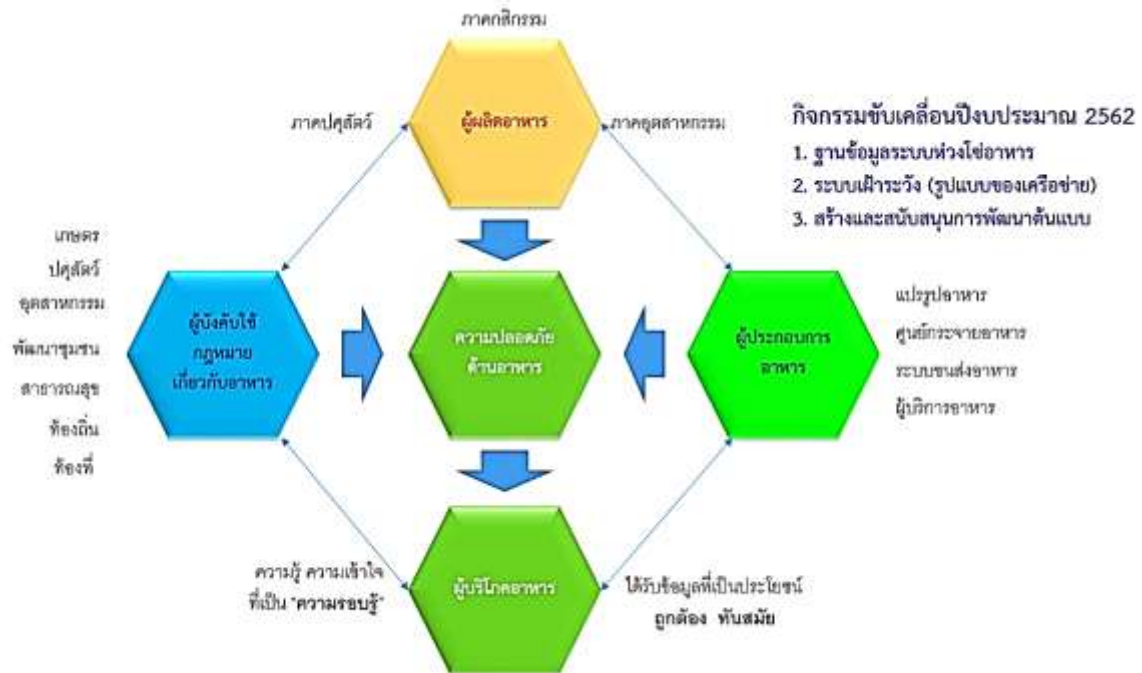 ภาคกสิกรรม
ภาคปศุสัตว์
ผู้ผลิตอาหาร
ภาคอุตสาหกรรม
กิจกรรมขับเคลื่อนปีงบประมาณ 2562
1. ฐานข้อมูลระบบห่วงโซ่อาหาร
2. ระบบเฝ้าระวัง (รูปแบบของเครือข่าย)
3. สร้างและสนับสนุนการพัฒนาต้นแบบ
เกษตร
ปศุสัตว์
อุตสาหกรรม
พัฒนาชุมชน
สาธารณสุข
ท้องถิ่น
ท้องที่
ผู้บังคับใช้
กฎหมาย
เกี่ยวกับอาหาร
ความปลอดภัย
ด้านอาหาร
ผู้ประกอบการ
อาหาร
แปรรูปอาหาร
ศูนย์กระจายอาหาร
ระบบขนส่งอาหาร
ผู้บริการอาหาร
ความรู้ ความเข้าใจ
ที่เป็น "ความรอบรู้"
ผู้บริโภคอาหาร
ได้รับข้อมูลที่เป็นประโยชน์
ถูกต้อง ทันสมัย